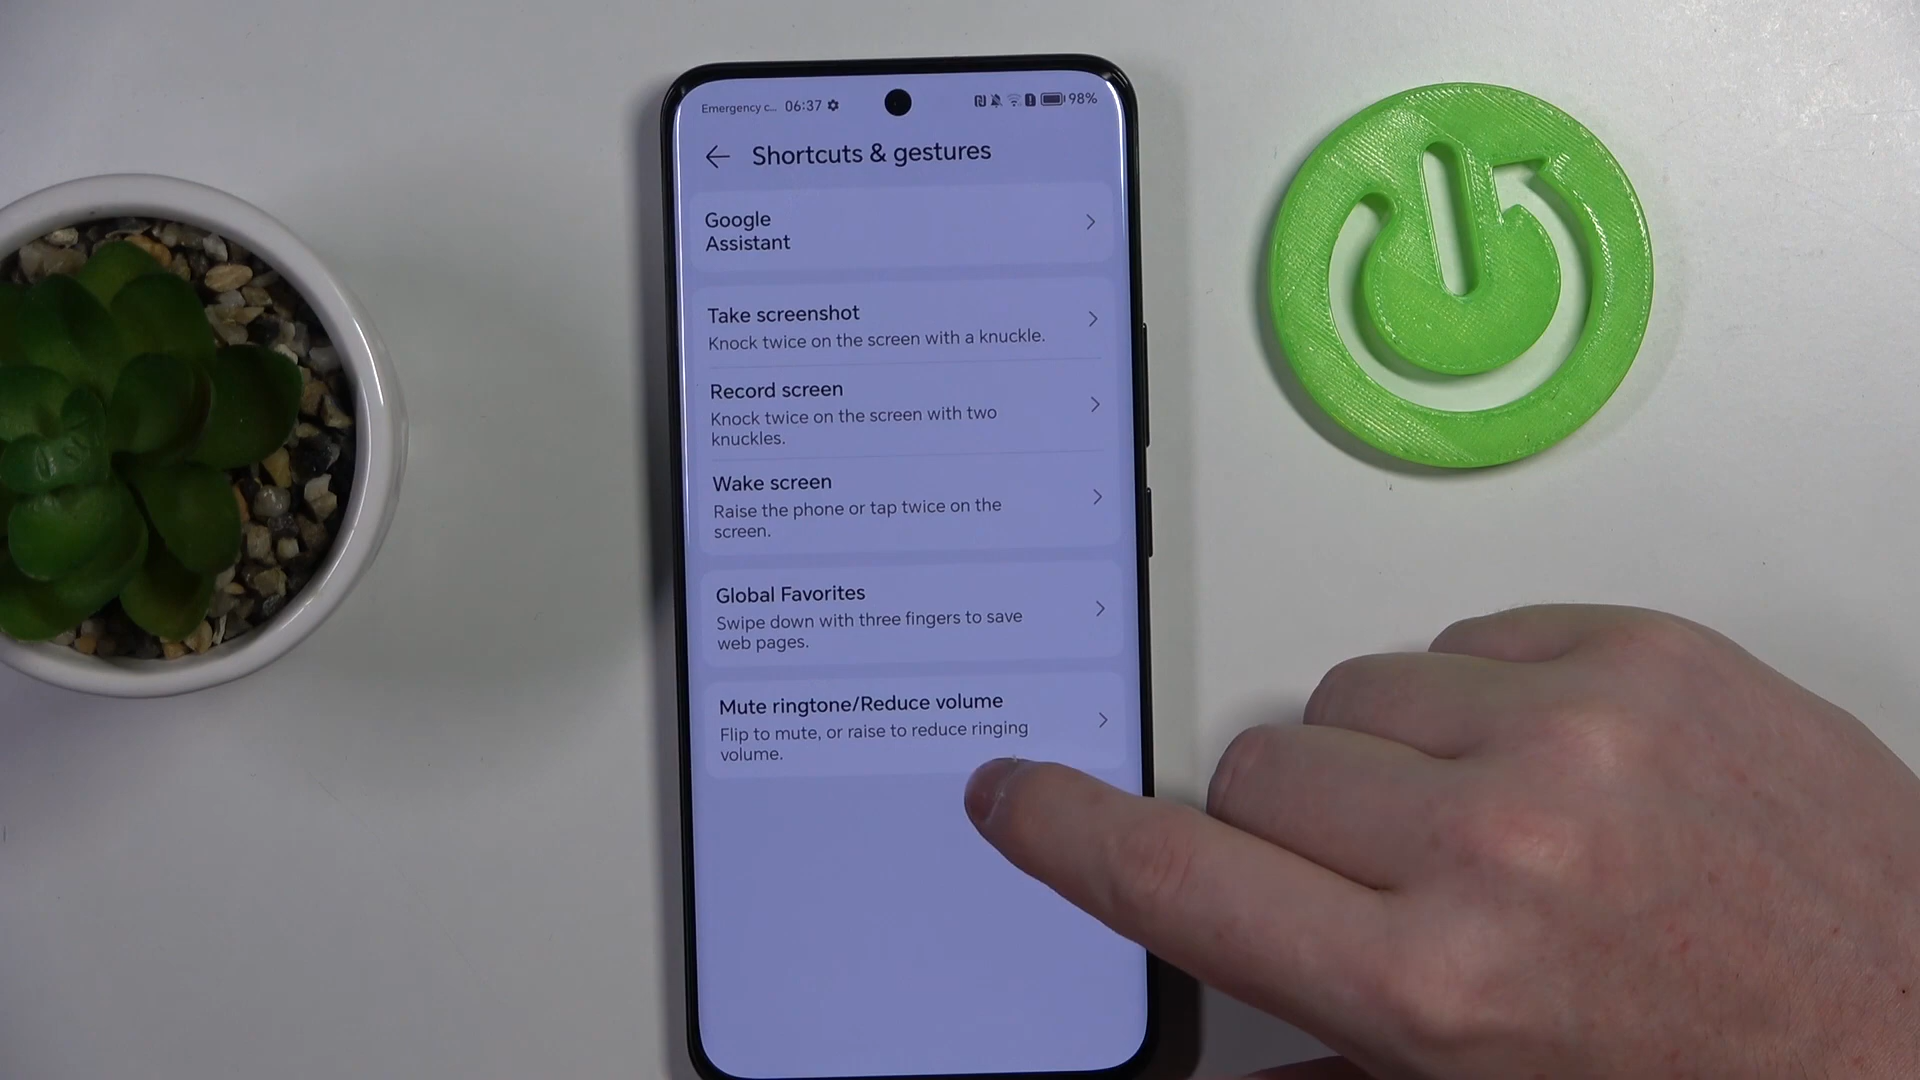 Emergency c... 06:37 98%
Shortcuts & gestures
Google
Assistant
Take screenshot
Knock twice on the screen with a knuckle.
Record screen
Knock twice on the screen with two
knuckles.
Wake screen
Raise the phone or tap twice on the
screen.
Global Favorites
Swipe down with three fingers to save
web pages.
Mute ringtone/Reduce volume
Flip to mute, or raise to reduce ringing
volume.